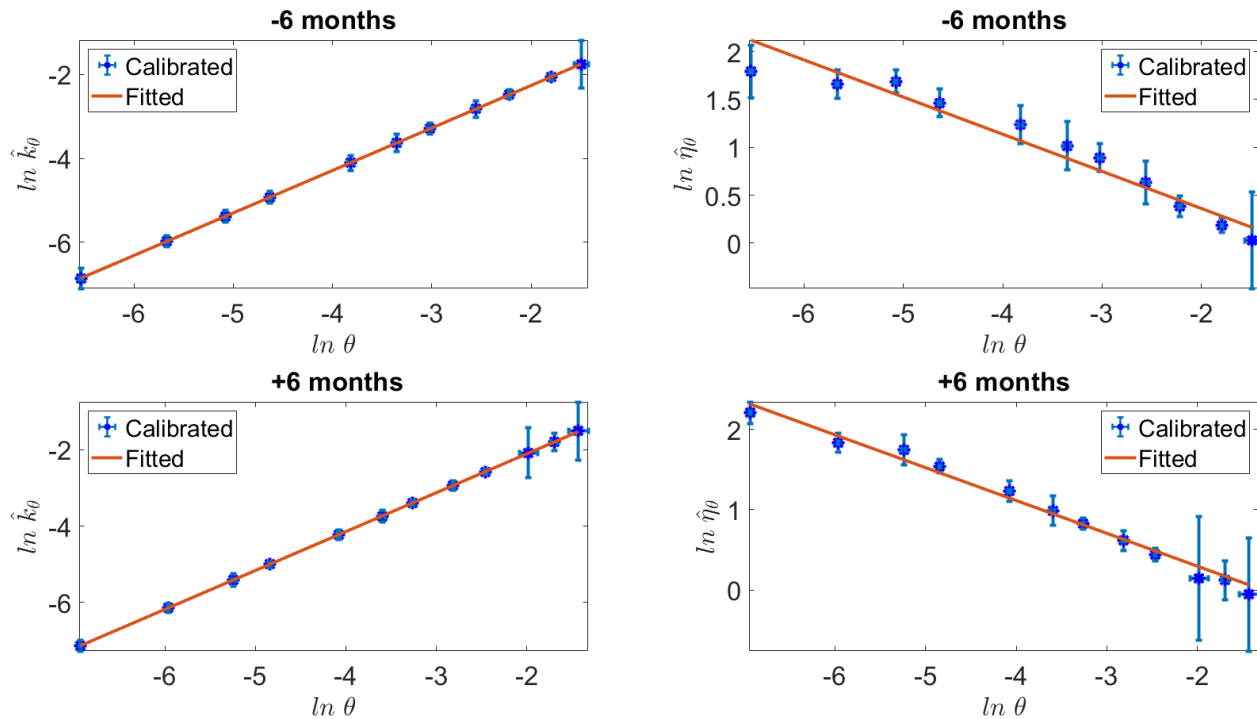 -6 months
Calibrated
Fitted
-2
-4
-6
ln k̂θ
-6 -5 -4 -3 -2
ln θ
-6 months
Calibrated
Fitted
2
1.5
1
0.5
0
ln η̂θ
-6 -5 -4 -3 -2
ln θ
+6 months
Calibrated
Fitted
-2
-4
-6
ln k̂θ
-6 -5 -4 -3 -2
ln θ
+6 months
Calibrated
Fitted
2
1
0
ln η̂θ
-6 -5 -4 -3 -2
ln θ